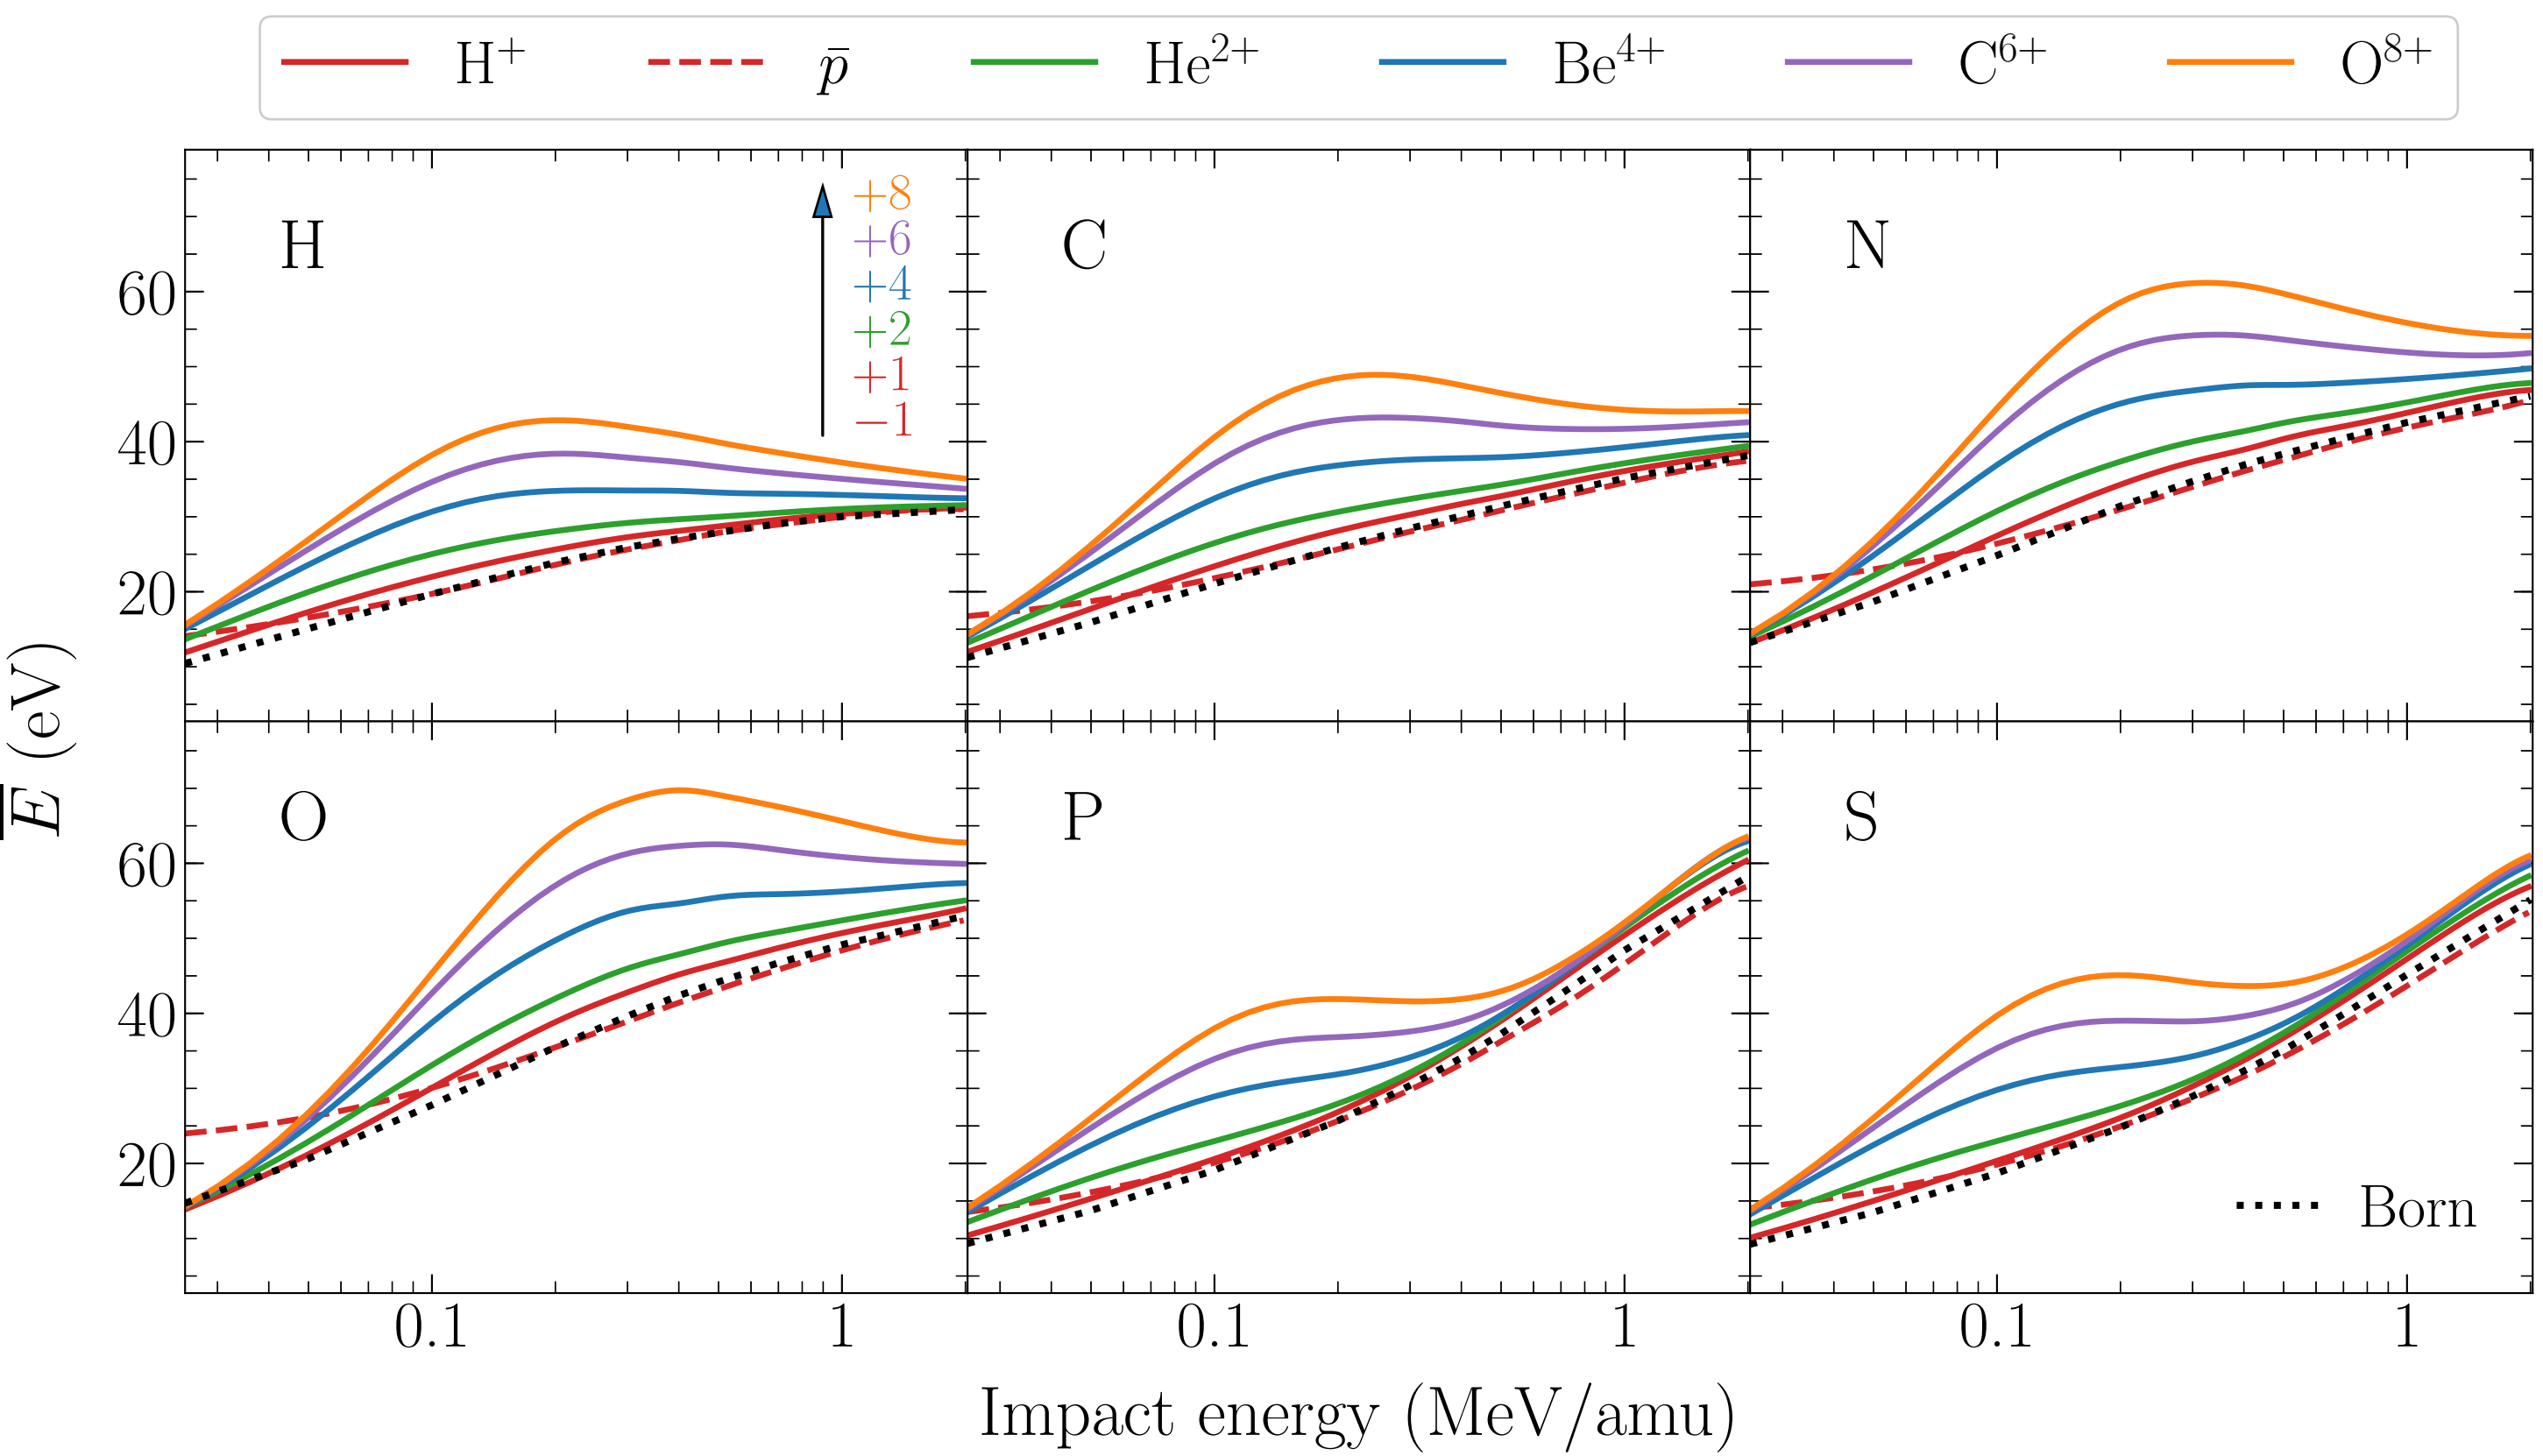 H⁺ p̄ He²⁺ Be⁴⁺ C⁶⁺ O⁸⁺
H
+8
+6
+4
+2
+1
−1
C
N
60
40
20
O
P
S
60
40
20
Born
0.1 1 0.1 1 0.1 1
E̅ (eV)
Impact energy (MeV/amu)